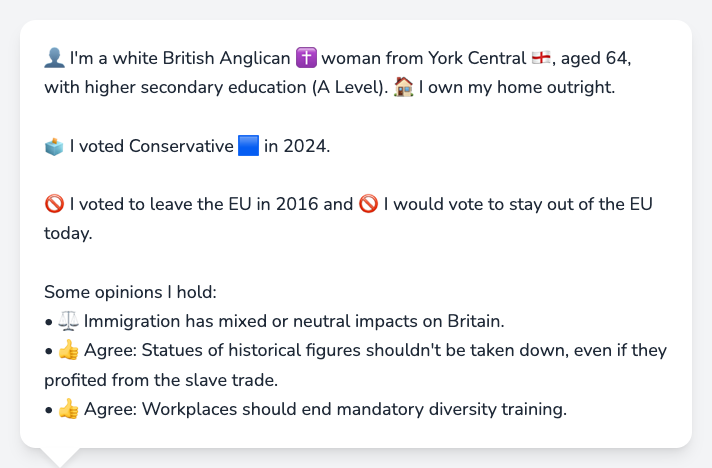 👤 I'm a white British Anglican ✝️ woman from York Central 🏴󠁧󠁢󠁥󠁮󠁧󠁿, aged 64,
with higher secondary education (A Level). 🏠 I own my home outright.
🗳️ I voted Conservative 🟦 in 2024.
🚫 I voted to leave the EU in 2016 and 🚫 I would vote to stay out of the EU
today.
Some opinions I hold:
• ⚖️ Immigration has mixed or neutral impacts on Britain.
• 👍 Agree: Statues of historical figures shouldn't be taken down, even if they
profited from the slave trade.
• 👍 Agree: Workplaces should end mandatory diversity training.